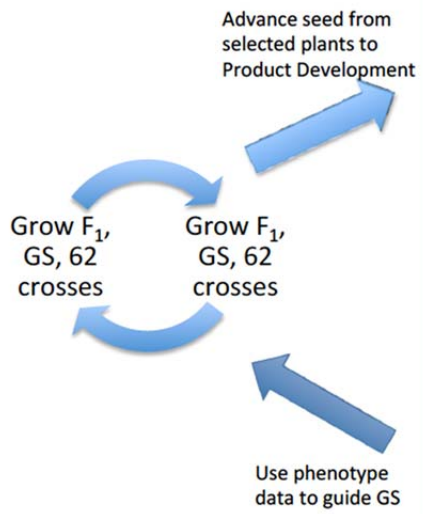 Advance seed from
selected plants to
Product Development
Grow F₁,
GS, 62
crosses
Grow F₁,
GS, 62
crosses
Use phenotype
data to guide GS